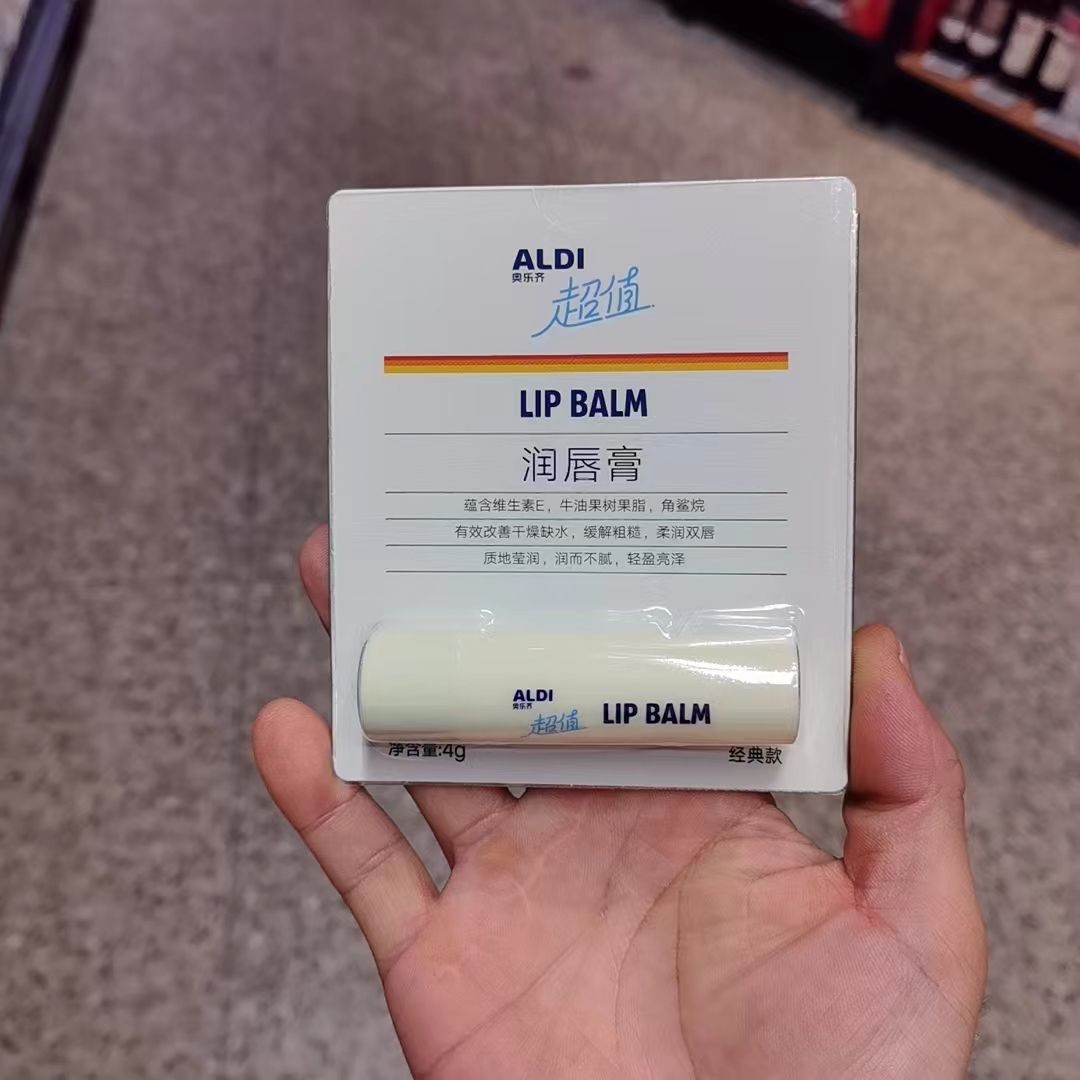 ALDI
奥乐齐
超值
LIP BALM
润唇膏
蕴含维生素E，牛油果树果脂，角鲨烷
有效改善干燥缺水，缓解粗糙，柔润双唇
质地莹润，润而不腻，轻盈亮泽
ALDI
奥乐齐
超值
LIP BALM
净含量:4g
经典款